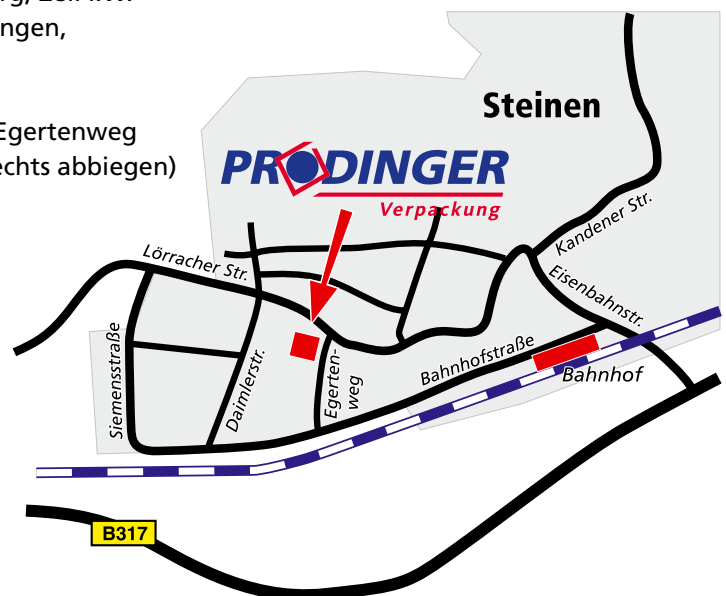 ngen,
Egertenweg
echts abbiegen)
Steinen
PRODINGER
Verpackung
Kandener Str.
Lörracher Str.
Eisenbahnstr.
Siemensstraße
Daimlerstr.
Egerten-
weg
Bahnhofstraße
Bahnhof
B317